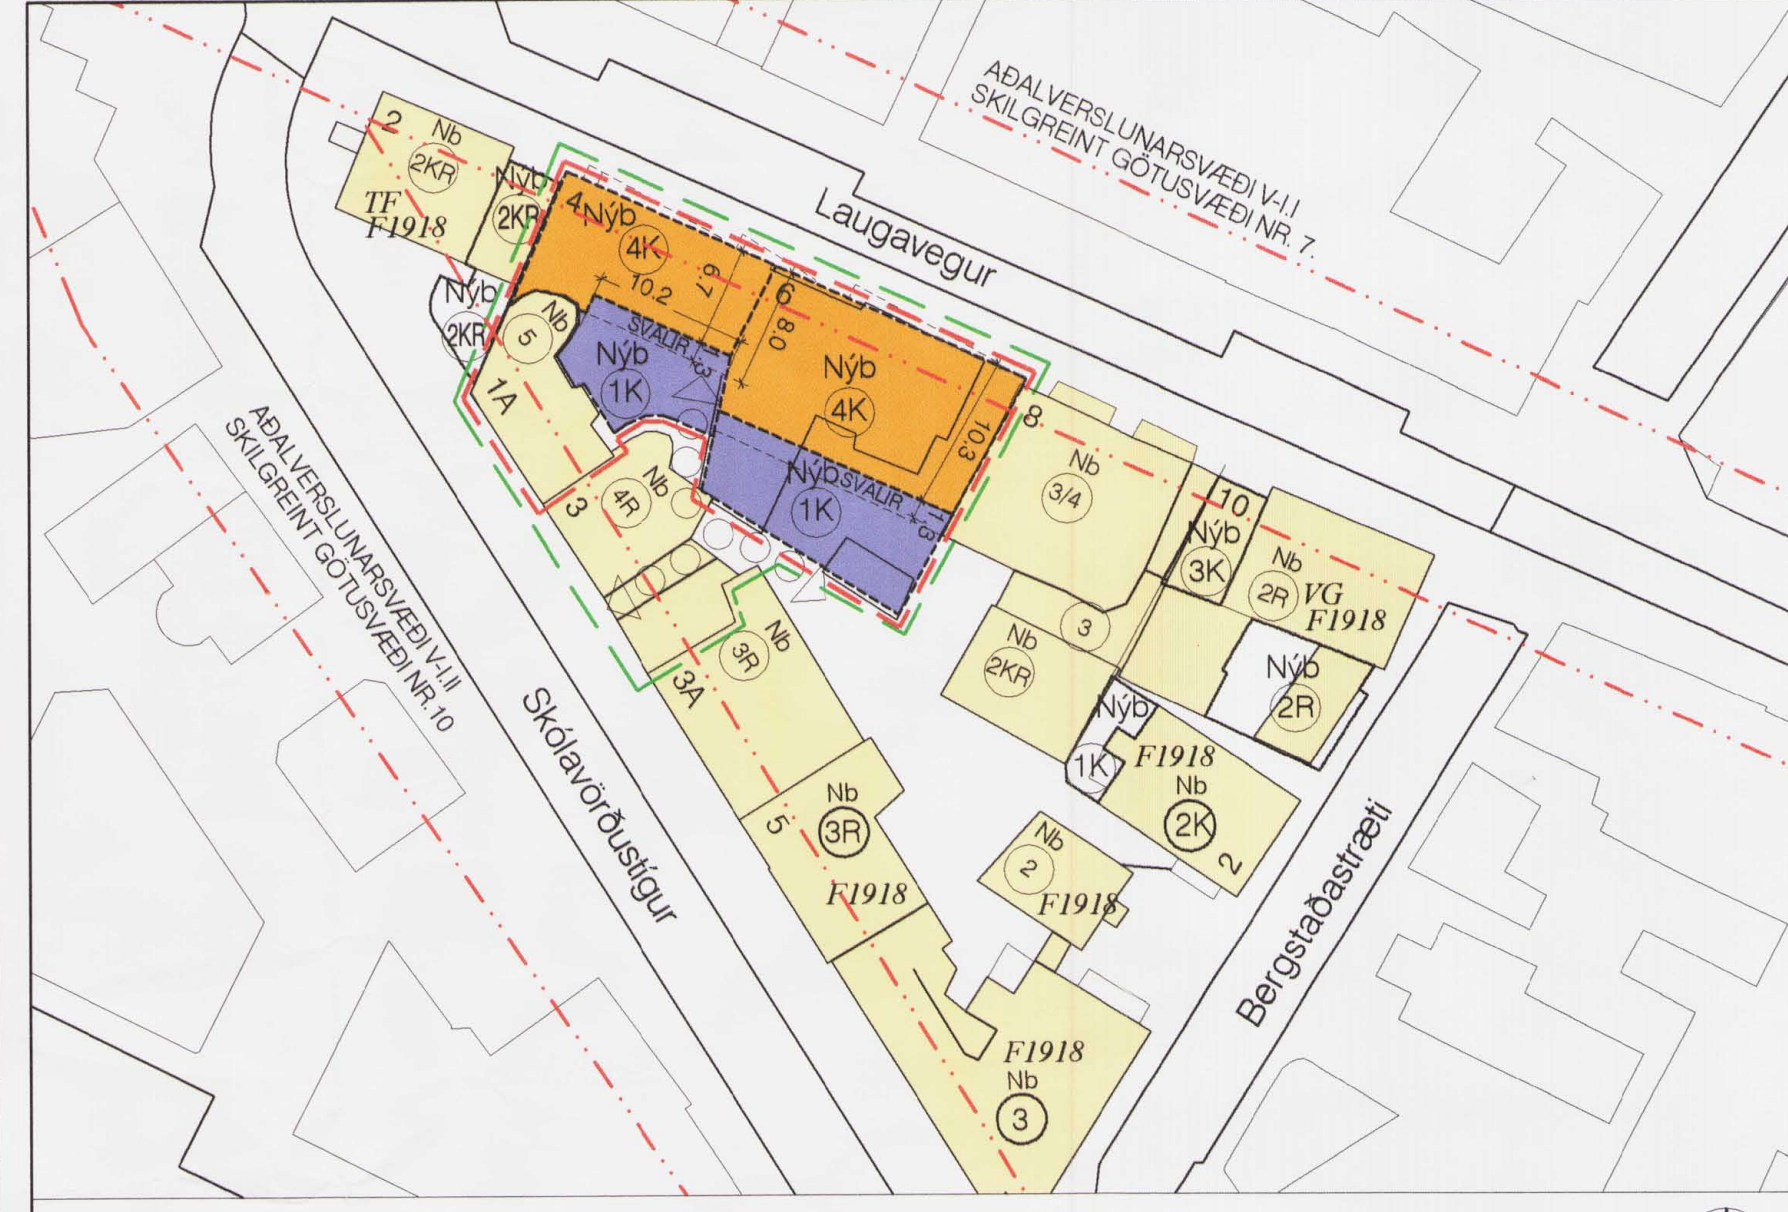 AÐALVERSLUNARSVÆÐI V-I.I
SKILGREINT GÖTUSVÆÐI NR. 7.
Laugavegur
2
Nb
2KR
TF
F1918
Nýb
2KR
Nýb
2KR
4
Nýb
4K
6.7
10.2
SVALIR
1.3
Nýb
1K
Nb
5
1A
6
8.0
Nýb
4K
10.3
Nýb
SVALIR
1K
1.3
8
Nb
3/4
3
Nb
2KR
10
Nýb
3K
Nb
2R
VG
F1918
Nýb
2R
Nýb
1K
F1918
Nb
2K
2
Nb
2
F1918
3
Nb
4R
Nb
3R
3A
5
Nb
3R
F1918
F1918
Nb
3
AÐALVERSLUNARSVÆÐI V-I.II
SKILGREINT GÖTUSVÆÐI NR. 10
Skólavörðustígur
Bergstaðastræti